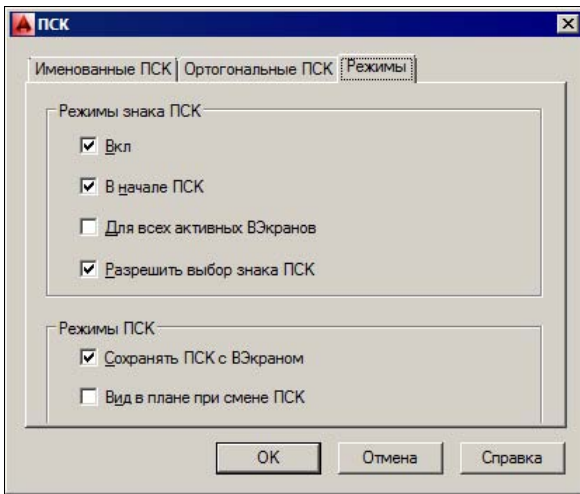 ПСК
Именованные ПСК Ортогональные ПСК Режимы
Режимы знака ПСК
Вкл
В начале ПСК
Для всех активных ВЭкранов
Разрешить выбор знака ПСК
Режимы ПСК
Сохранять ПСК с ВЭкраном
Вид в плане при смене ПСК
OK Отмена Справка